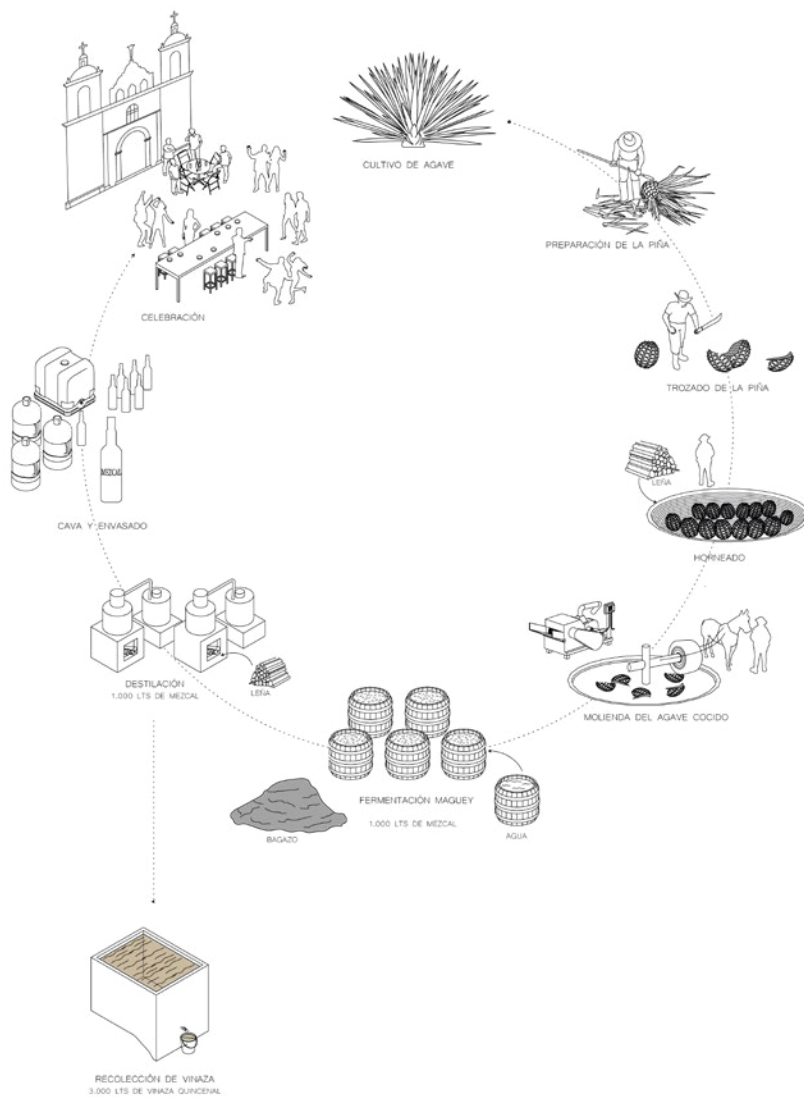 CULTIVO DE AGAVE
PREPARACIÓN DE LA PIÑA
TROZADO DE LA PIÑA
LEÑA
HORNEADO
MOLIENDA DEL AGAVE COCIDO
AGUA
FERMENTACIÓN MAGUEY
1,000 LTS DE MEZCAL
BAGAZO
LEÑA
DESTILACIÓN
1,000 LTS DE MEZCAL
RECOLECCIÓN DE VINAZA
3,000 LTS DE VINAZA QUINCENAL
MEZCAL
CAVA Y ENVASADO
CELEBRACIÓN